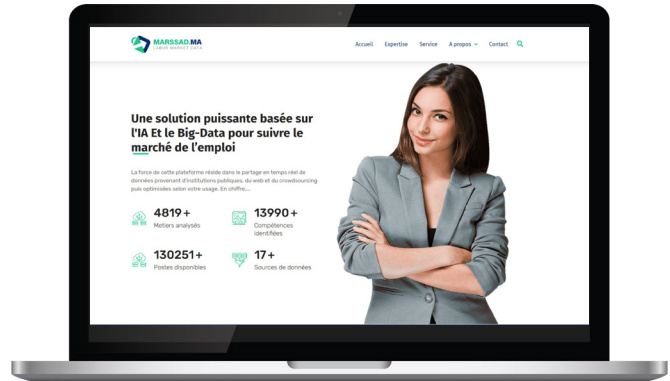 MARSSAD.MA
LABOR MARKET DATA
Accueil Expertise Service A propos Contact
Une solution puissante basée sur
l'IA Et le Big-Data pour suivre le
marché de l'emploi
La force de cette plateforme réside dans le partage en temps réel de
données provenant d'institutions publiques, du web et du crowdsourcing
puis optimisées selon votre usage. En chiffre....
4819+
Metiers analysés
13990+
Compétences
identifiées
130251+
Postes disponibles
17+
Sources de données